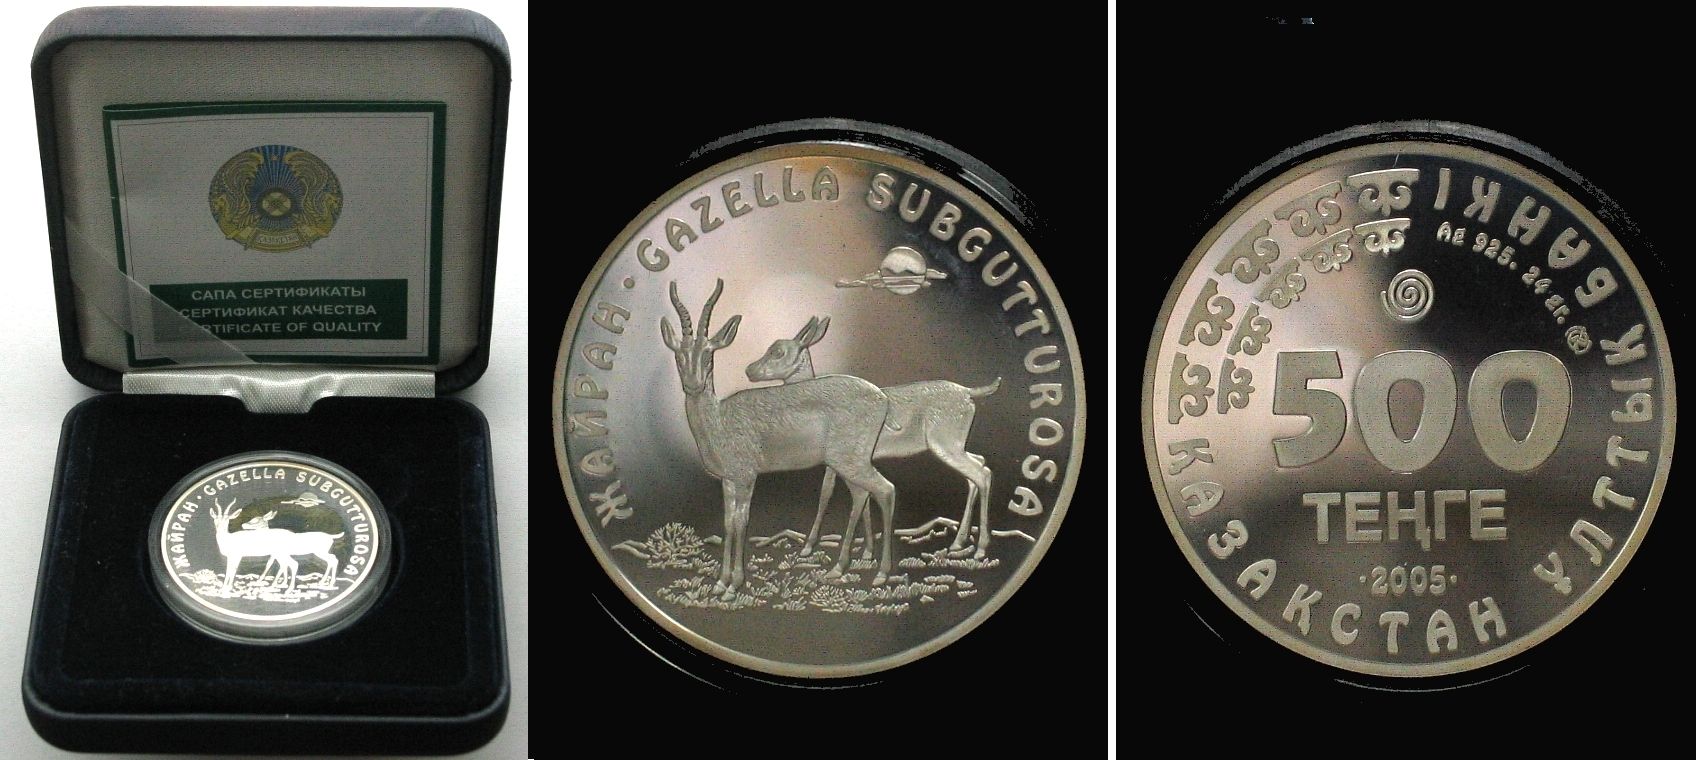 САПА СЕРТИФИКАТЫ
СЕРТИФИКАТ КАЧЕСТВА
CERTIFICATE OF QUALITY
ЖАЙРАН · GAZELLA SUBGUTTUROSA
ЖАЙРАН · GAZELLA SUBGUTTUROSA
ҚАЗАҚСТАН ҰЛТТЫҚ БАНКІ
Ag 925. 24 gr.
500
ТЕҢГЕ
·2005·